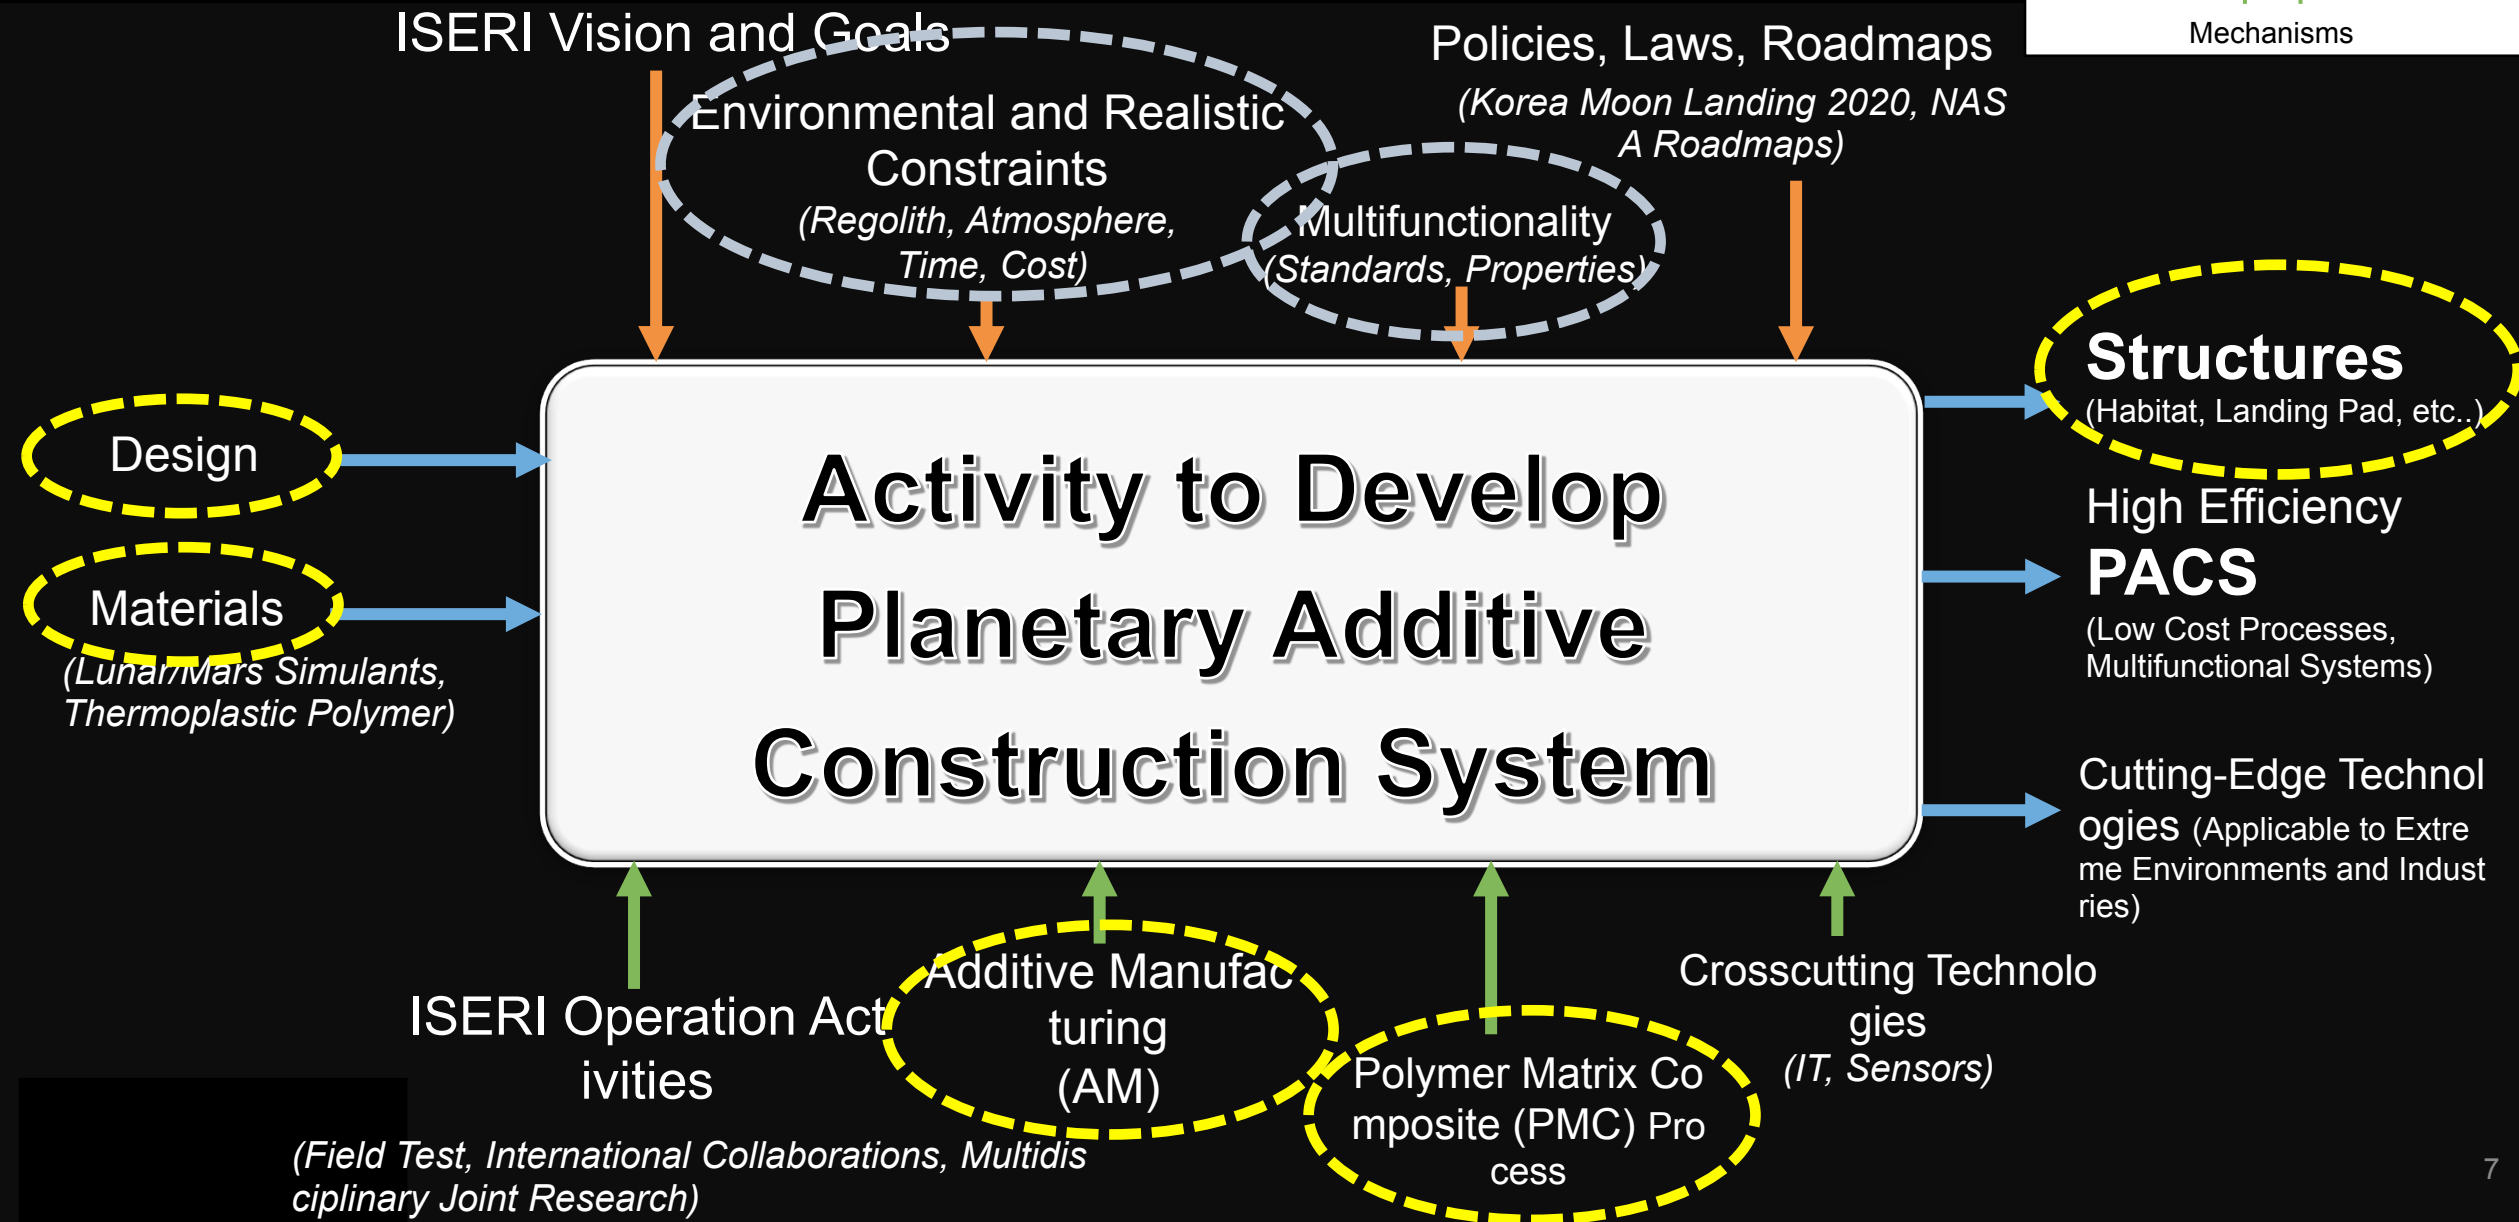 ISERI Vision and Goals
Policies, Laws, Roadmaps
(Korea Moon Landing 2020, NAS
A Roadmaps)
Mechanisms
Environmental and Realistic
Constraints
(Regolith, Atmosphere,
Time, Cost)
Multifunctionality
(Standards, Properties)
Design
Materials
(Lunar/Mars Simulants,
Thermoplastic Polymer)
Activity to Develop
Planetary Additive
Construction System
Structures
(Habitat, Landing Pad, etc..)
High Efficiency
PACS
(Low Cost Processes,
Multifunctional Systems)
Cutting-Edge Technol
ogies (Applicable to Extre
me Environments and Indust
ries)
ISERI Operation Act
ivities
(Field Test, International Collaborations, Multidis
ciplinary Joint Research)
Additive Manufac
turing
(AM)
Polymer Matrix Co
mposite (PMC) Pro
cess
Crosscutting Technolo
gies
(IT, Sensors)
7